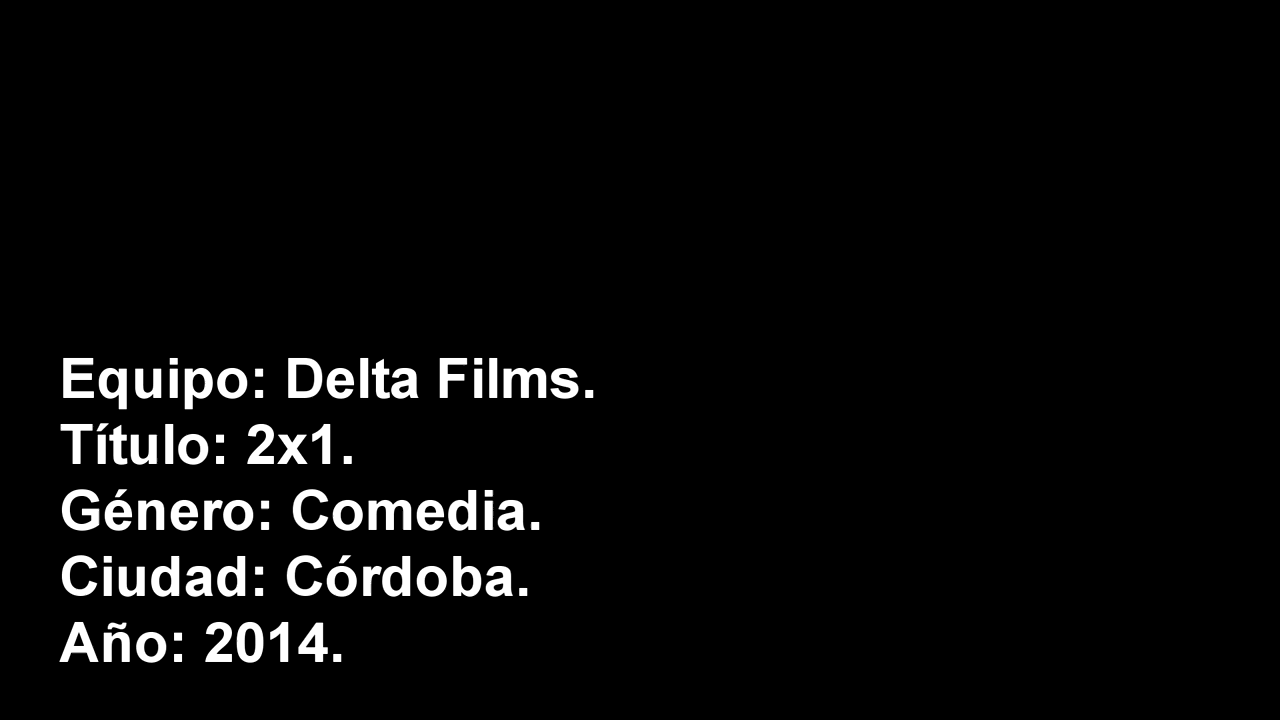 Equipo: Delta Films.
Título: 2x1.
Género: Comedia.
Ciudad: Córdoba.
Año: 2014.